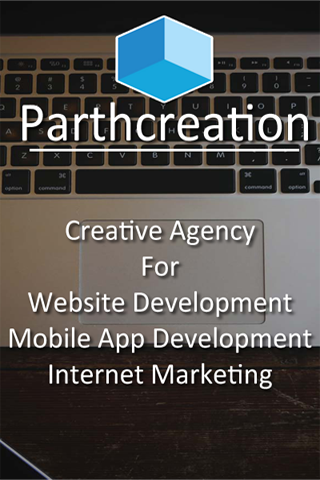 Parthcreation
Creative Agency
For
Website Development
Mobile App Development
Internet Marketing